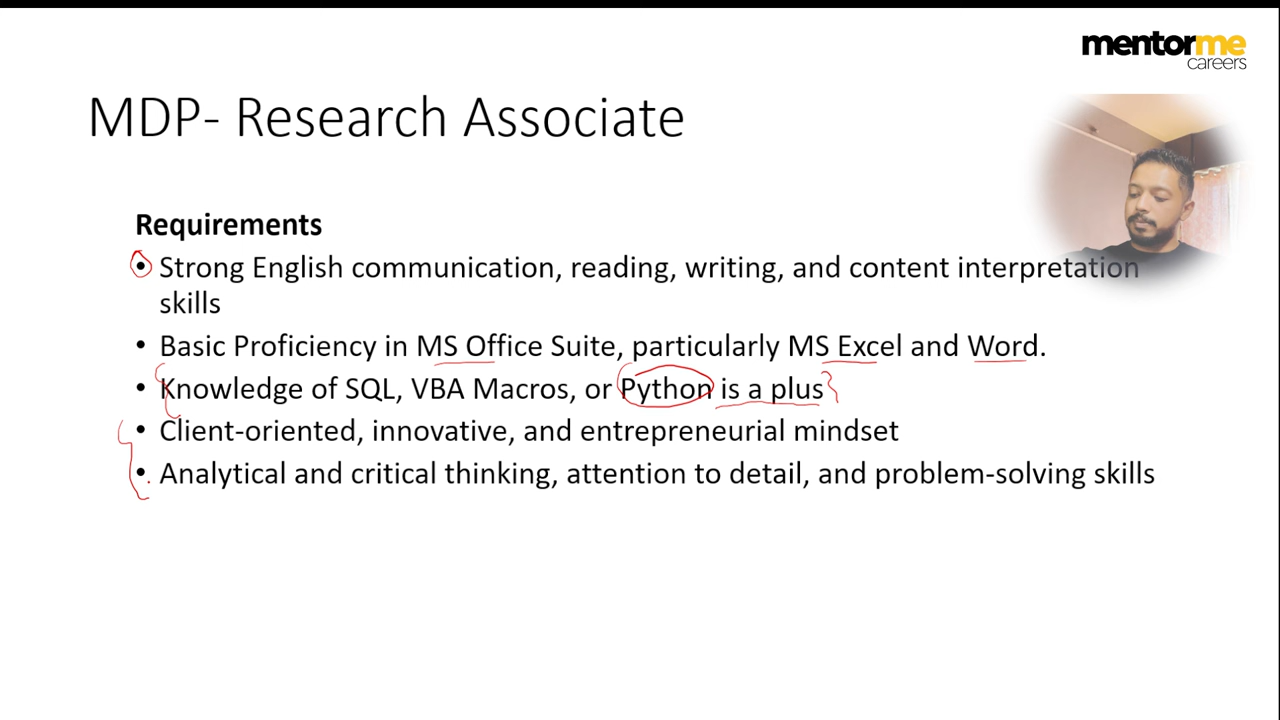 mentorme
careers
MDP- Research Associate
Requirements
• Strong English communication, reading, writing, and content interpretation
skills
• Basic Proficiency in MS Office Suite, particularly MS Excel and Word.
• Knowledge of SQL, VBA Macros, or Python is a plus
• Client-oriented, innovative, and entrepreneurial mindset
• Analytical and critical thinking, attention to detail, and problem-solving skills